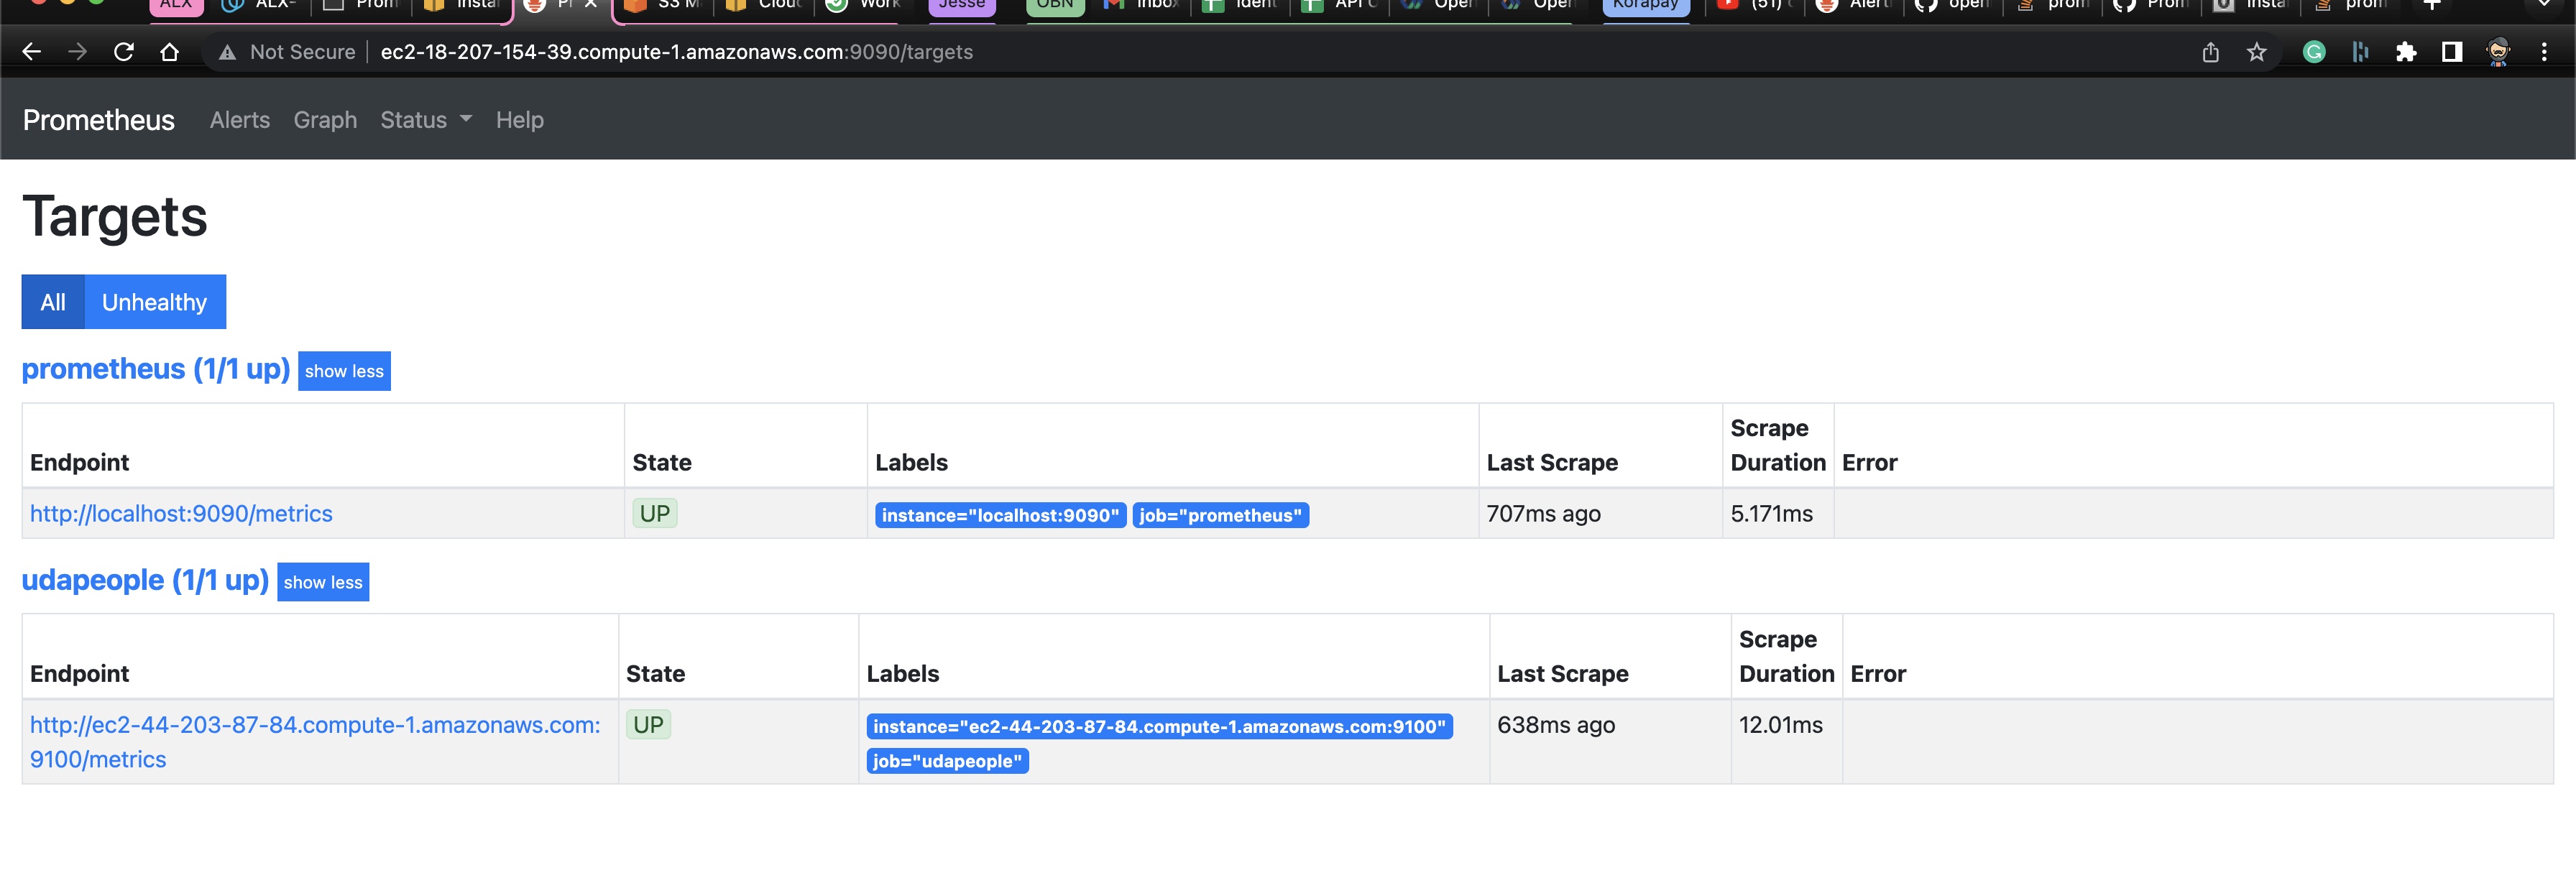 ALX ALX- Prom Insta S3 M Clou Work Jesse OBN Inbo Ident API C Open Open Korapay (51) Alert open prom Prom insta prom
Not Secure ec2-18-207-154-39.compute-1.amazonaws.com:9090/targets
Prometheus Alerts Graph Status Help
Targets
All Unhealthy
prometheus (1/1 up) show less
Scrape
Endpoint State Labels Last Scrape Duration Error
http://localhost:9090/metrics UP instance="localhost:9090" job="prometheus" 707ms ago 5.171ms
udapeople (1/1 up) show less
Scrape
Endpoint State Labels Last Scrape Duration Error
http://ec2-44-203-87-84.compute-1.amazonaws.com: UP instance="ec2-44-203-87-84.compute-1.amazonaws.com:9100" 638ms ago 12.01ms
9100/metrics job="udapeople"